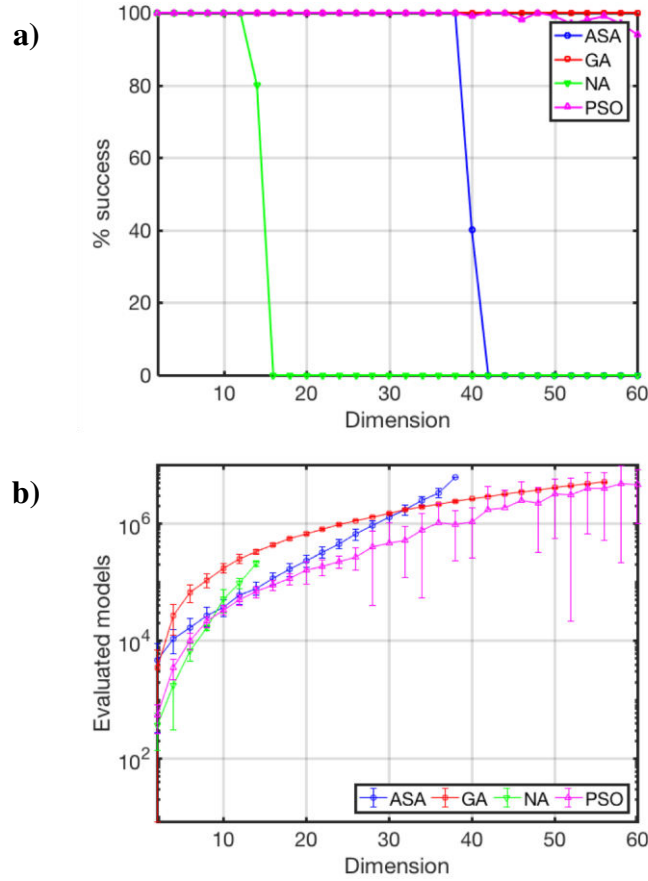 a)
100
80
60
40
20
0
% success
ASA
GA
NA
PSO
10 20 30 40 50 60
Dimension
b)
10^6
10^4
10^2
Evaluated models
ASA GA NA PSO
10 20 30 40 50 60
Dimension